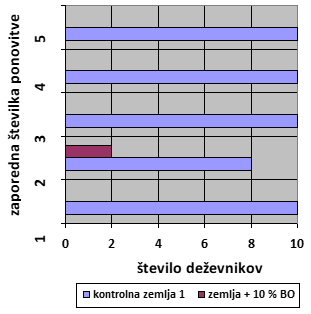 zaporedna številka ponovitve
5
4
3
2
1
0 2 4 6 8 10
število deževnikov
kontrolna zemlja 1 zemlja + 10 % BO